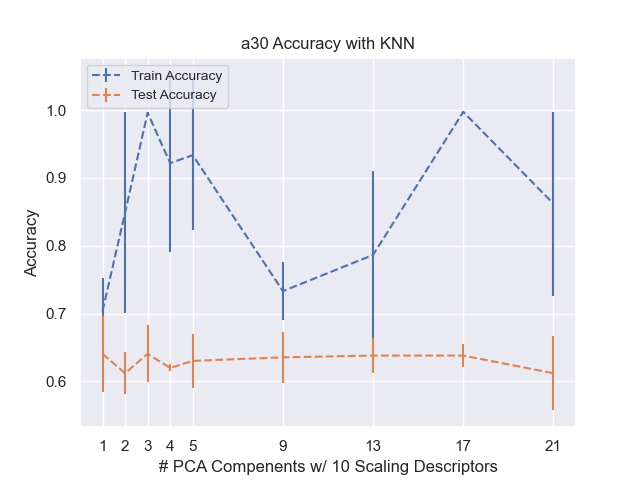 a30 Accuracy with KNN
Train Accuracy
Test Accuracy
1.0
0.9
0.8
0.7
0.6
Accuracy
1 2 3 4 5 9 13 17 21
# PCA Compenents w/ 10 Scaling Descriptors